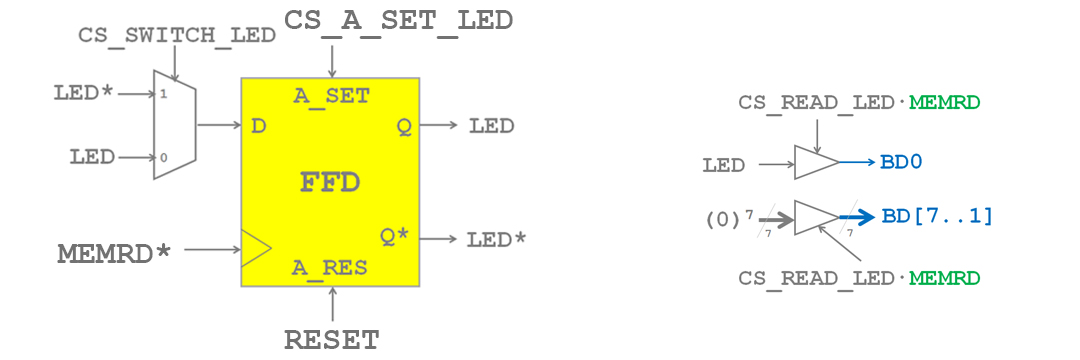 CS_A_SET_LED
CS_SWITCH_LED
LED*
1
A_SET
D
Q
LED
LED
0
FFD
MEMRD*
Q*
LED*
A_RES
RESET
CS_READ_LED·MEMRD
LED
BD0
(0)⁷
7
7
BD[7..1]
CS_READ_LED·MEMRD